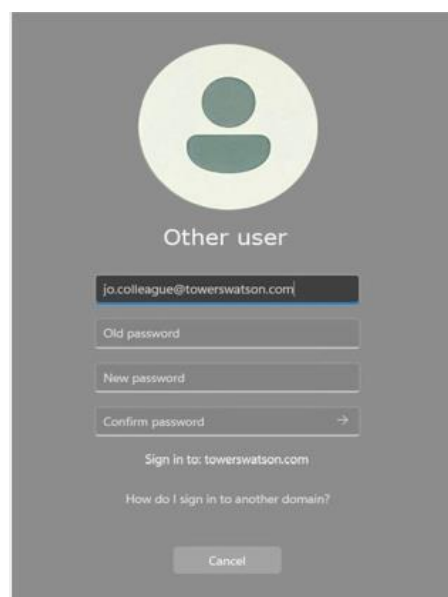 Other user
jo.colleague@towerswatson.com
Old password
New password
Confirm password
Sign in to: towerswatson.com
How do I sign in to another domain?
Cancel